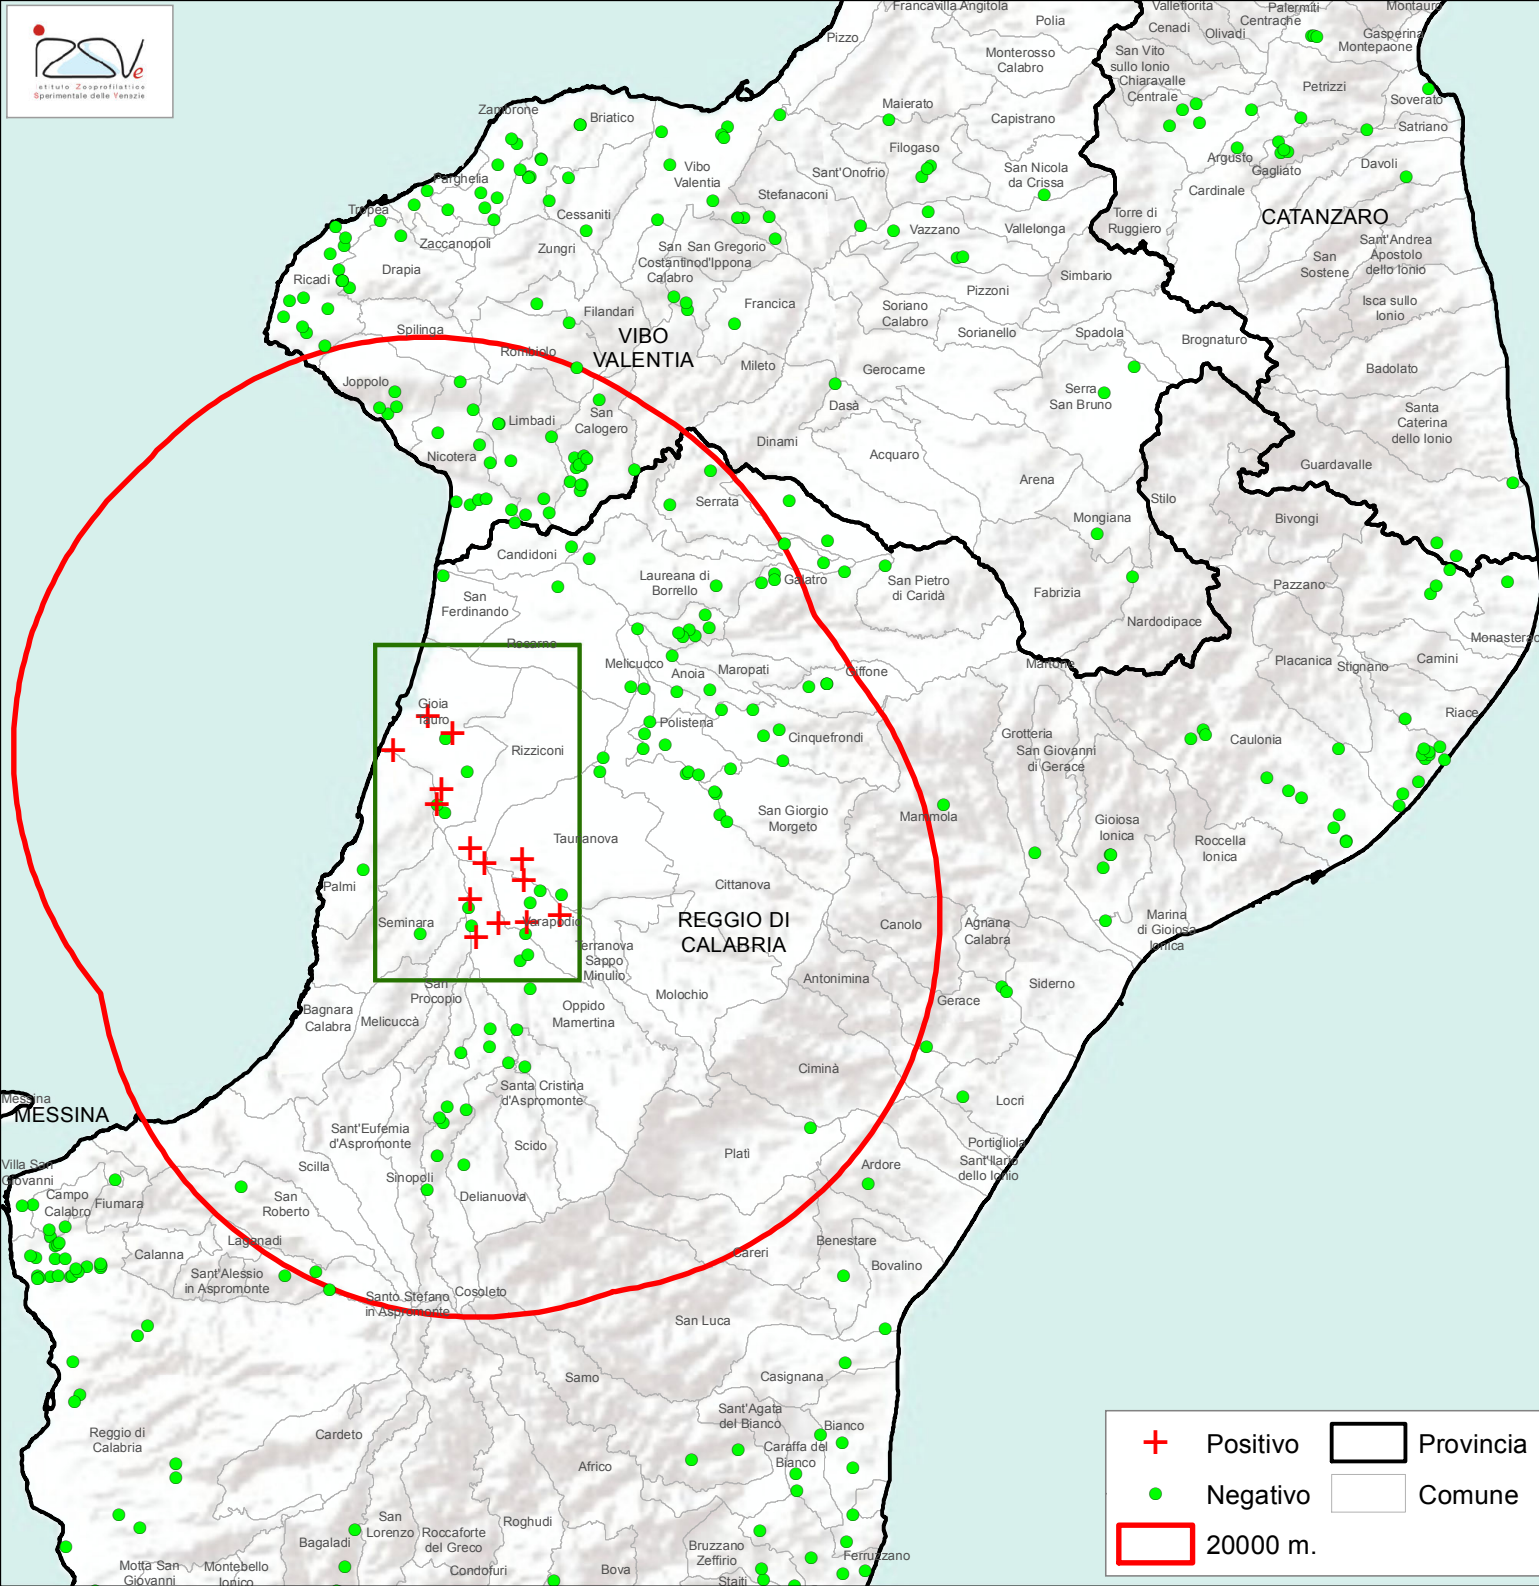 IZSVe
Istituto Zooprofilattico
Sperimentale delle Venezie
Francavilla Angitola
Polia
Pizzo
Monterosso
Calabro
Vallefiorita
Cenadi
Olivadi
Centrache
Palermiti
Montauro
Gasperina
Montepaone
San Vito
sullo Ionio
Chiaravalle
Centrale
Petrizzi
Soverato
Satriano
Zambrone
Briatico
Maierato
Capistrano
Filogaso
Argusto
Gagliato
Davoli
Cardinale
Parghelia
Vibo
Valentia
Sant'Onofrio
Stefanaconi
San Nicola
da Crissa
Tropea
Zaccanopoli
Cessaniti
Zungri
Vazzano
Vallelonga
Torre di
Ruggiero
CATANZARO
Sant'Andrea
Apostolo
dello Ionio
San
Sostene
Drapia
Ricadi
San
Costantino
Calabro
San Gregorio
d'Ippona
Simbario
Pizzoni
Isca sullo
Ionio
Spilinga
Filandari
Francica
Soriano
Calabro
Sorianello
Spadola
Brognaturo
VIBO
VALENTIA
Rombiolo
Mileto
Gerocarne
Badolato
Joppolo
Limbadi
San
Calogero
Dasà
Serra
San Bruno
Santa
Caterina
dello Ionio
Nicotera
Dinami
Acquaro
Arena
Guardavalle
Stilo
Serrata
Mongiana
Bivongi
Candidoni
Laureana di
Borrello
Galatro
San Pietro
di Caridà
Fabrizia
Pazzano
San
Ferdinando
Nardodipace
Rosarno
Melicucco
Anoia
Maropati
Giffone
Martone
Placanica
Stignano
Camini
Monasterac
Gioia
Tauro
Rizziconi
Polistena
Cinquefrondi
Grotteria
San Giovanni
di Gerace
Caulonia
Riace
San Giorgio
Morgeto
Mammola
Gioiosa
Ionica
Roccella
Ionica
Taurianova
Palmi
Cittanova
Seminara
Varapodio
REGGIO DI
CALABRIA
Canolo
Agnana
Calabra
Marina
di Gioiosa
Ionica
Terranova
Sappo
Minulio
Antonimina
Siderno
San
Procopio
Molochio
Gerace
Bagnara
Calabra
Melicuccà
Oppido
Mamertina
Ciminà
Santa Cristina
d'Aspromonte
Locri
Messina
MESSINA
Sant'Eufemia
d'Aspromonte
Scido
Platì
Portigliola
Sant'Ilario
dello Ionio
Villa San
Giovanni
Scilla
Sinopoli
Delianuova
Ardore
Campo
Calabro
Fiumara
San
Roberto
Laganadi
Calanna
Sant'Alessio
in Aspromonte
Careri
Benestare
Bovalino
Santo Stefano
in Aspromonte
Cosoleto
San Luca
Samo
Casignana
Reggio di
Calabria
Cardeto
Sant'Agata
del Bianco
Bianco
Caraffa del
Bianco
Africo
San
Lorenzo
Bagaladi
Roccaforte
del Greco
Roghudi
Bruzzano
Zeffirio
Ferruzzano
Motta San
Giovanni
Montebello
Ionico
Condofuri
Bova
Staiti
Positivo
Provincia
Negativo
Comune
20000 m.